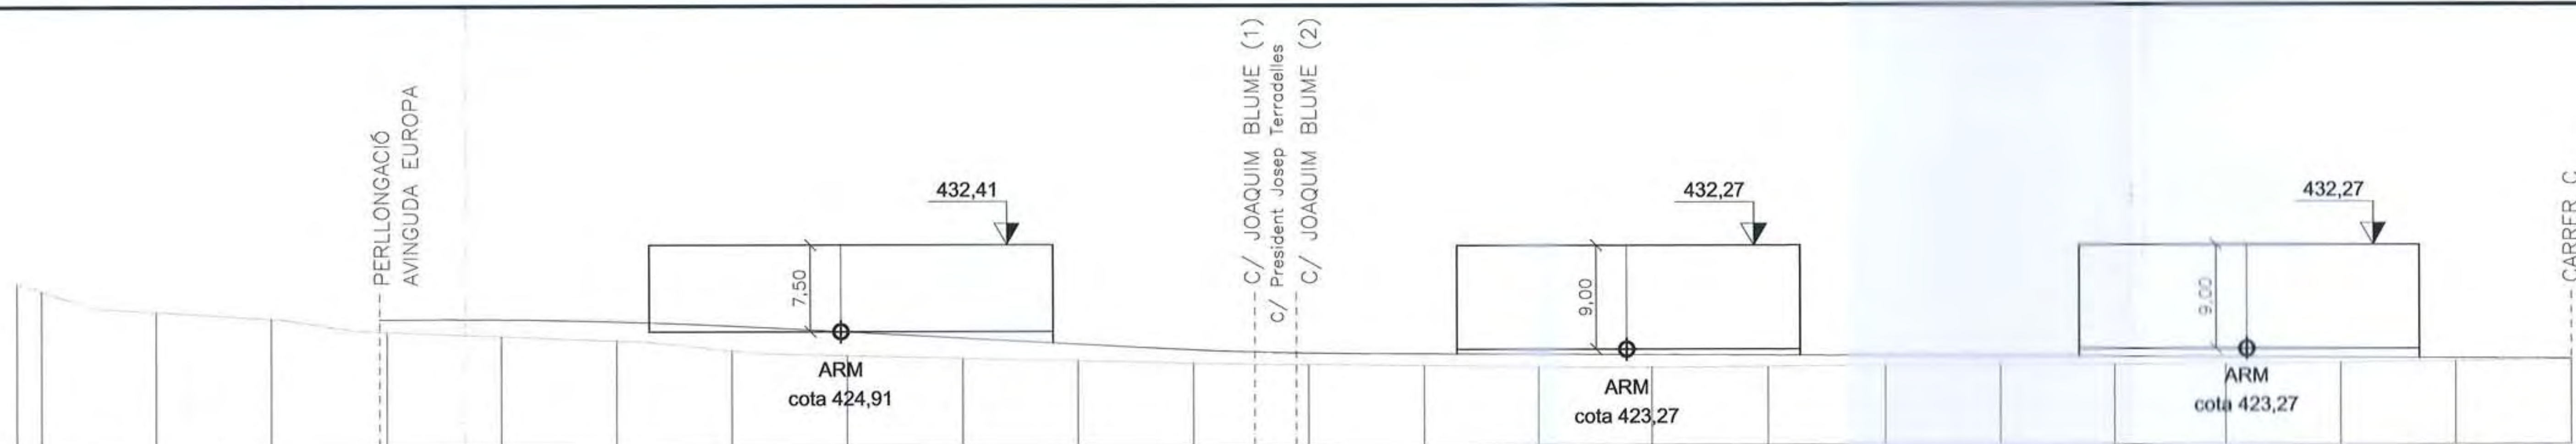 PERLLONGACIÓ
AVINGUDA EUROPA
432,41
7,50
ARM
cota 424,91
C/ JOAQUIM BLUME (1)
C/ President Josep Terradelles
C/ JOAQUIM BLUME (2)
432,27
9,00
ARM
cota 423,27
432,27
9,00
ARM
cota 423,27
CARRER C.